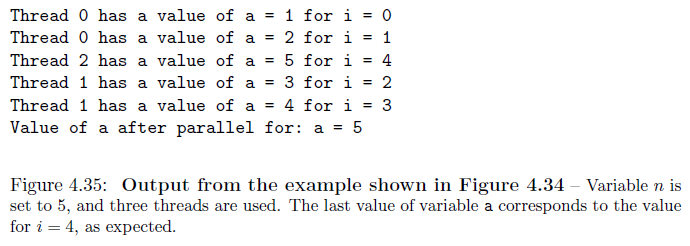 Thread 0 has a value of a = 1 for i = 0
Thread 0 has a value of a = 2 for i = 1
Thread 2 has a value of a = 5 for i = 4
Thread 1 has a value of a = 3 for i = 2
Thread 1 has a value of a = 4 for i = 3
Value of a after parallel for: a = 5
Figure 4.35: Output from the example shown in Figure 4.34 – Variable n is
set to 5, and three threads are used. The last value of variable a corresponds to the value
for i = 4, as expected.